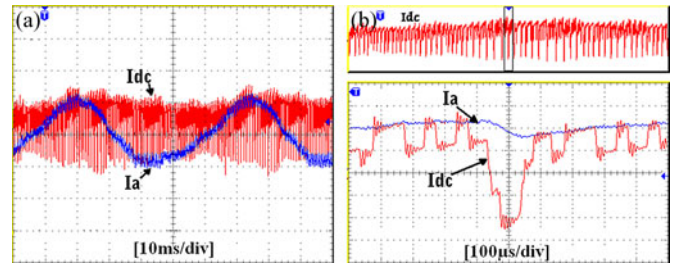 (a)
T
Idc
Ia
[10ms/div]
(b)
T
Idc
T
Ia
Idc
[100μs/div]